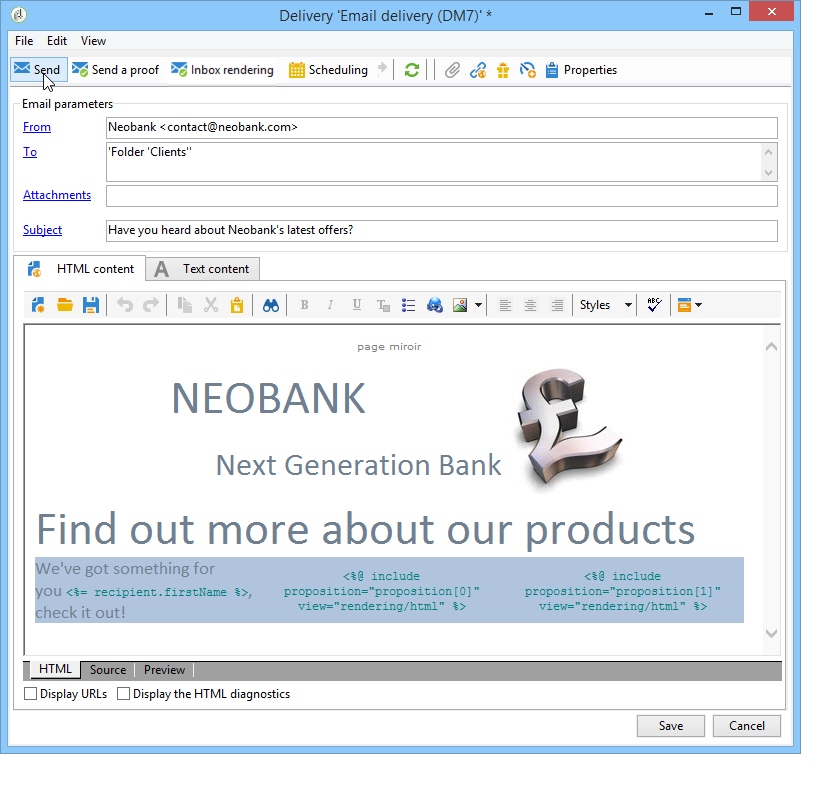 Delivery 'Email delivery (DM7)' *
File Edit View
Send Send a proof Inbox rendering Scheduling Properties
Email parameters
From Neobank <contact@neobank.com>
To 'Folder 'Clients''
Attachments
Subject Have you heard about Neobank's latest offers?
HTML content A Text content
B I U T Styles ABC
page miroir
NEOBANK
£
Next Generation Bank
Find out more about our products
We've got something for
you <%= recipient.firstName %>,
check it out!
<%@ include
proposition="proposition[0]"
view="rendering/html" %>
<%@ include
proposition="proposition[1]"
view="rendering/html" %>
HTML Source Preview
Display URLs Display the HTML diagnostics
Save Cancel